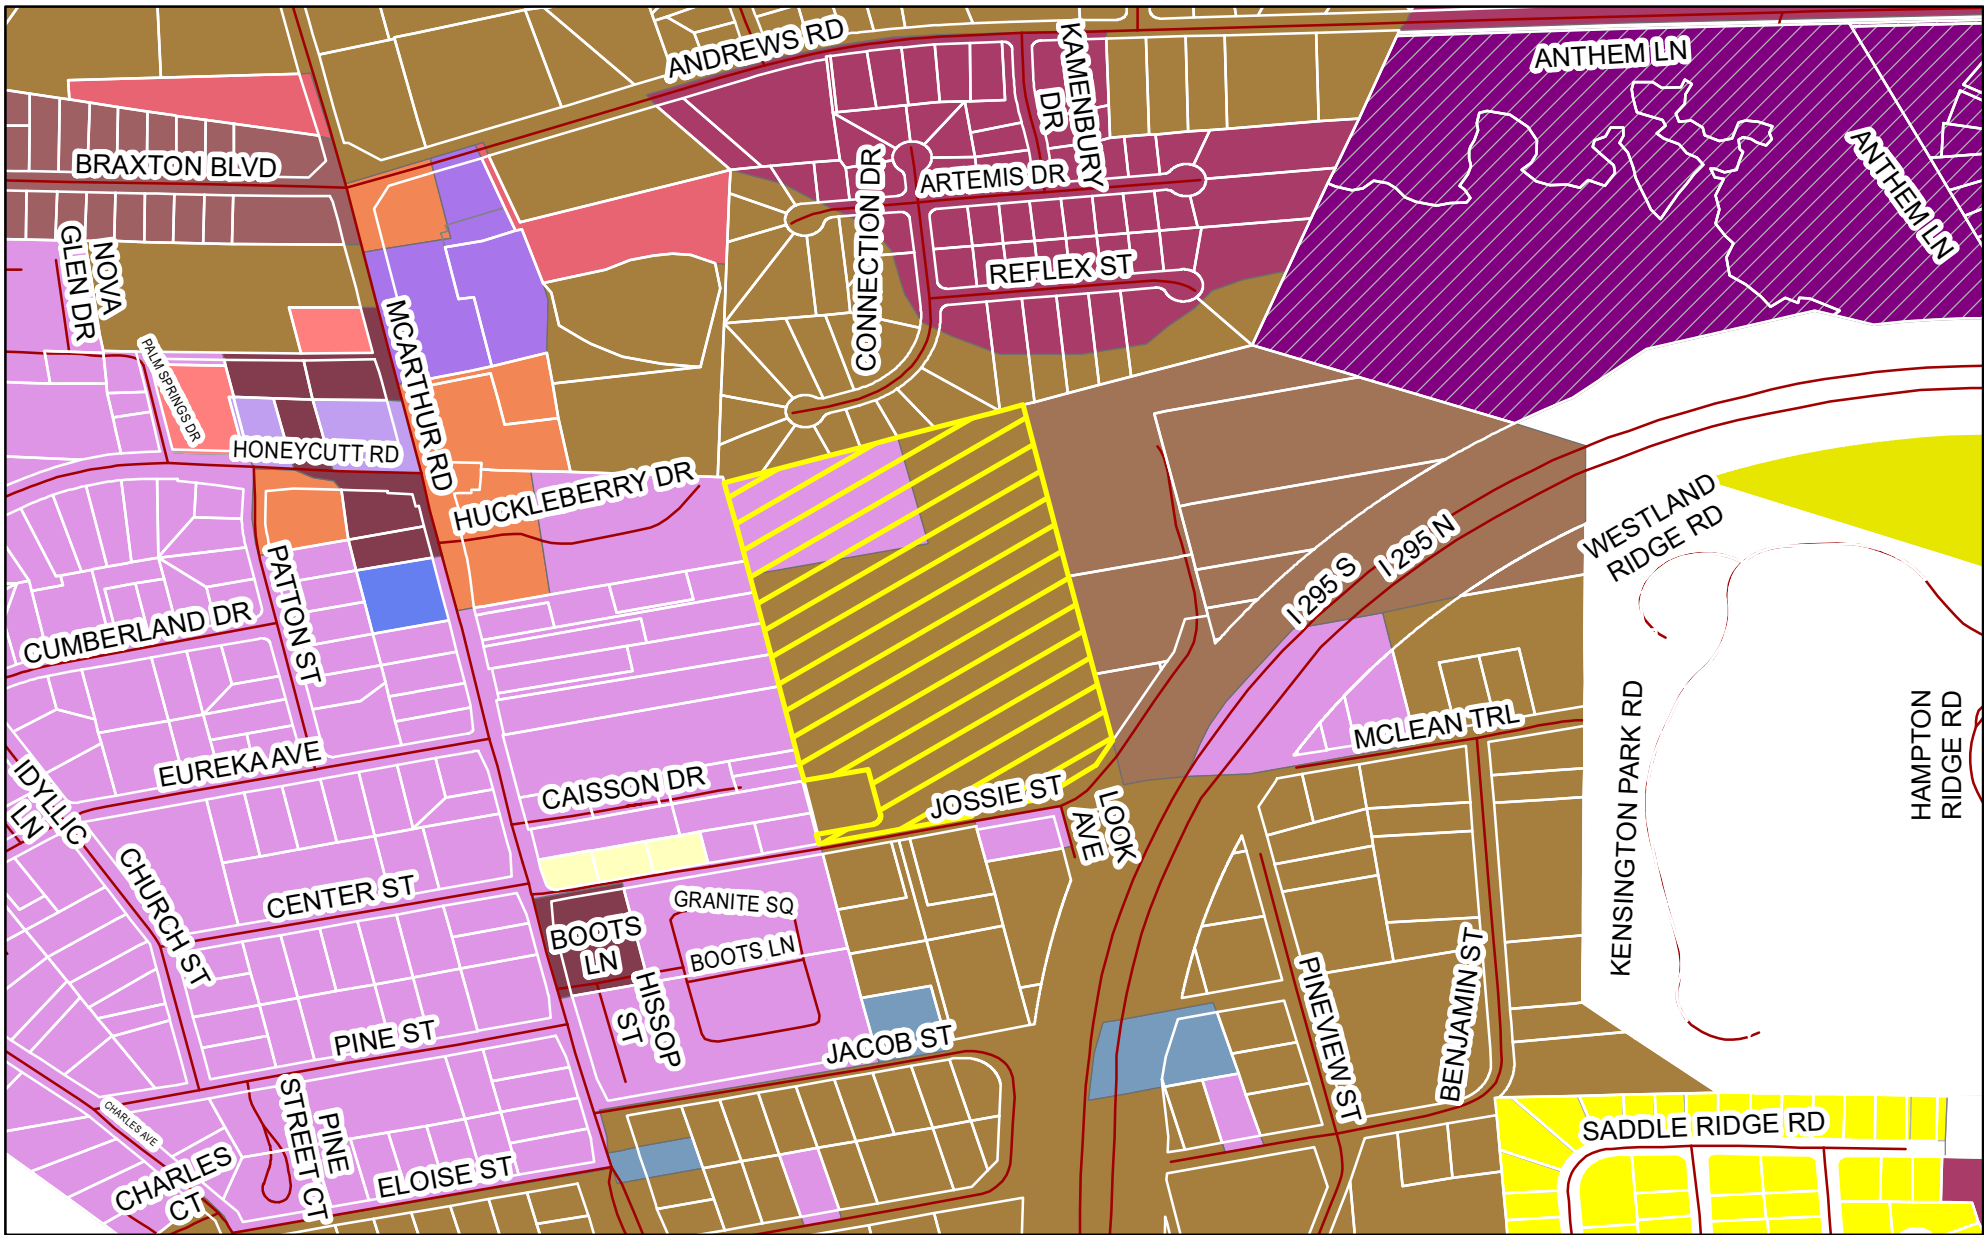 ANDREWS RD
KAMENBURY
DR
ANTHEM LN
ANTHEM LN
BRAXTON BLVD
CONNECTION DR
ARTEMIS DR
REFLEX ST
NOVA
GLEN DR
MCARTHUR RD
PALM SPRINGS DR
HONEYCUTT RD
HUCKLEBERRY DR
WESTLAND
RIDGE RD
I 295 N
I 295 S
PATTON ST
CUMBERLAND DR
KENSINGTON PARK RD
HAMPTON
RIDGE RD
MCLEAN TRL
EUREKA AVE
IDYLLIC
LN
CAISSON DR
JOSSIE ST
LOOK
AVE
CHURCH ST
CENTER ST
GRANITE SQ
BOOTS
LN
BOOTS LN
HISSOP
ST
PINEVIEW ST
BENJAMIN ST
PINE ST
JACOB ST
CHARLES AVE
PINE
STREET CT
SADDLE RIDGE RD
CHARLES
CT
ELOISE ST